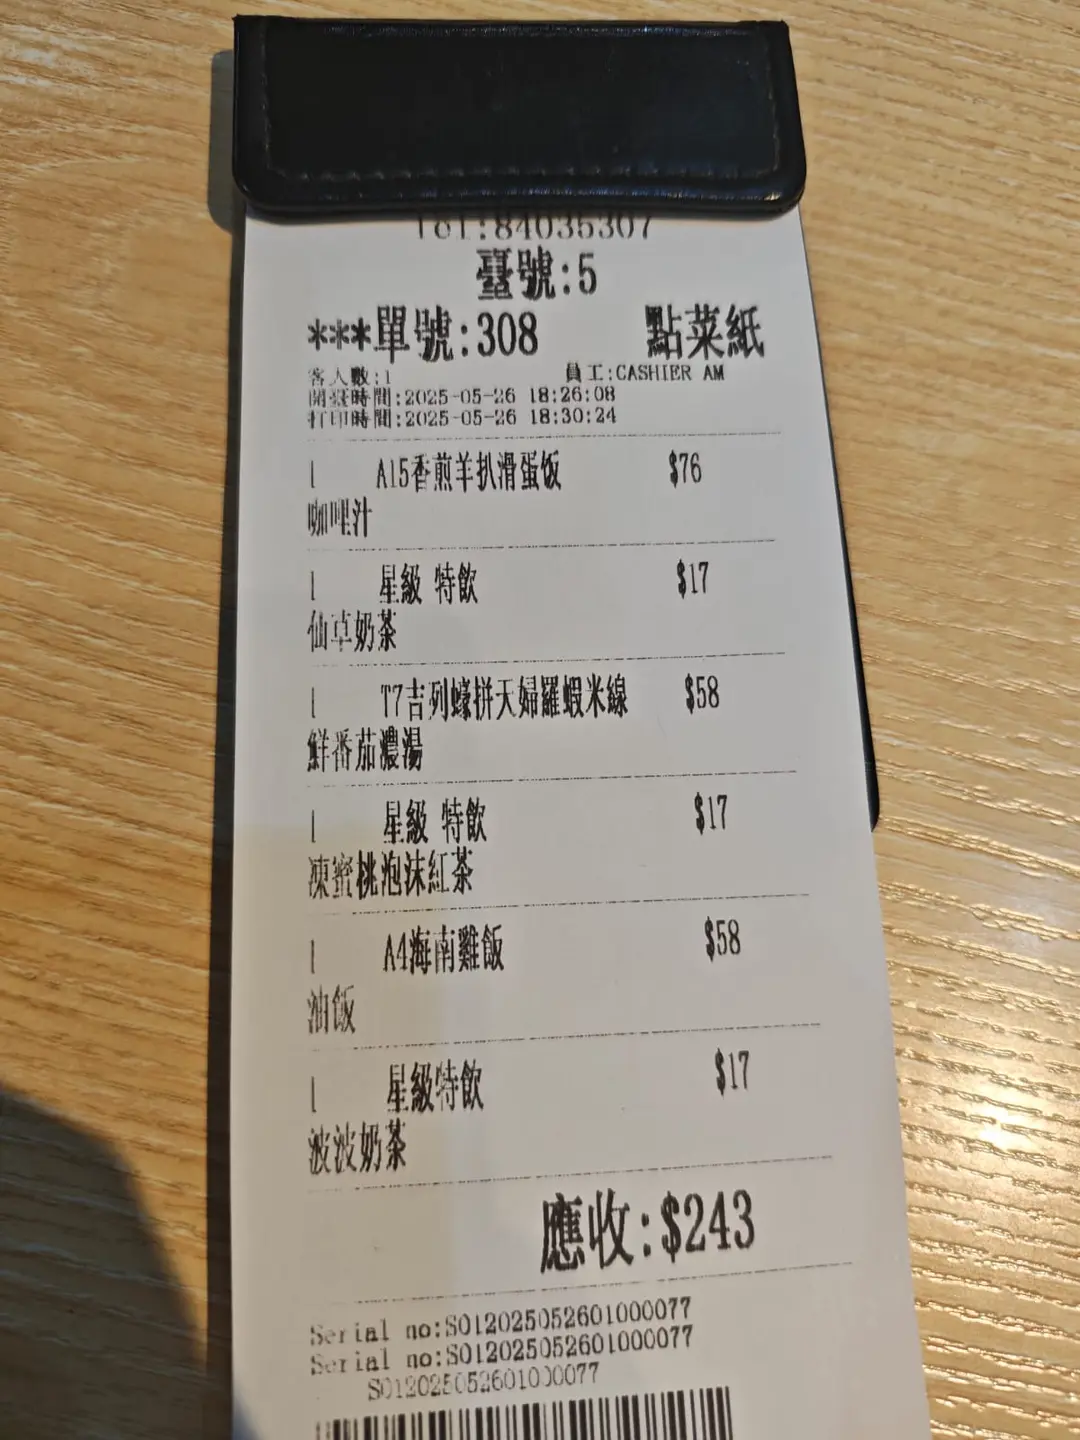 Tel:84035307
臺號:5
***單號:308 點菜紙
客人數:1 員工:CASHIER AM
開臺時間:2025-05-26 18:26:08
打印時間:2025-05-26 18:30:24
1 A15香煎羊扒滑蛋饭 $76
咖哩汁
1 星級 特飲 $17
仙草奶茶
1 T7吉列蠔拼天婦羅蝦米線 $58
鮮番茄濃湯
1 星級 特飲 $17
凍蜜桃泡沫紅茶
1 A4海南雞飯 $58
油飯
1 星級特飲 $17
波波奶茶
應收:$243
Serial no:S012025052601000077
Serial no:S012025052601000077
S012025052601000077